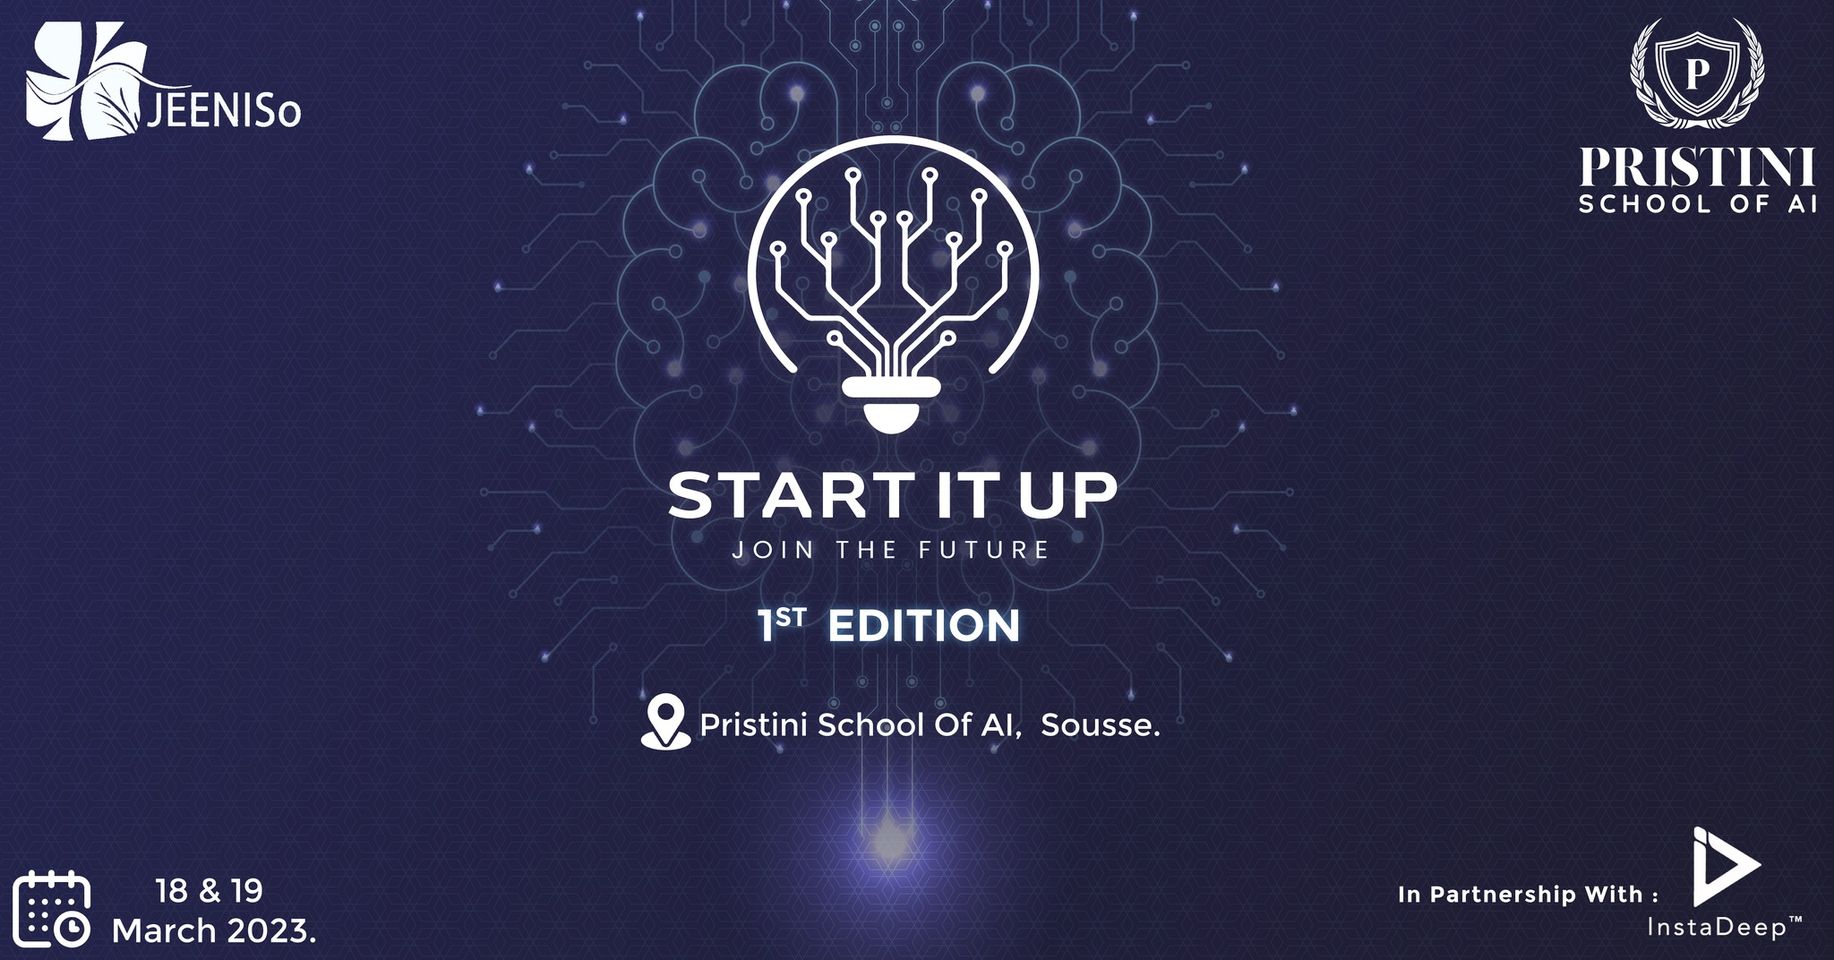 JEENISo
P
PRISTINI
SCHOOL OF AI
START IT UP
JOIN THE FUTURE
1ST EDITION
Pristini School Of AI, Sousse.
18 & 19
March 2023.
In Partnership With :
InstaDeep™